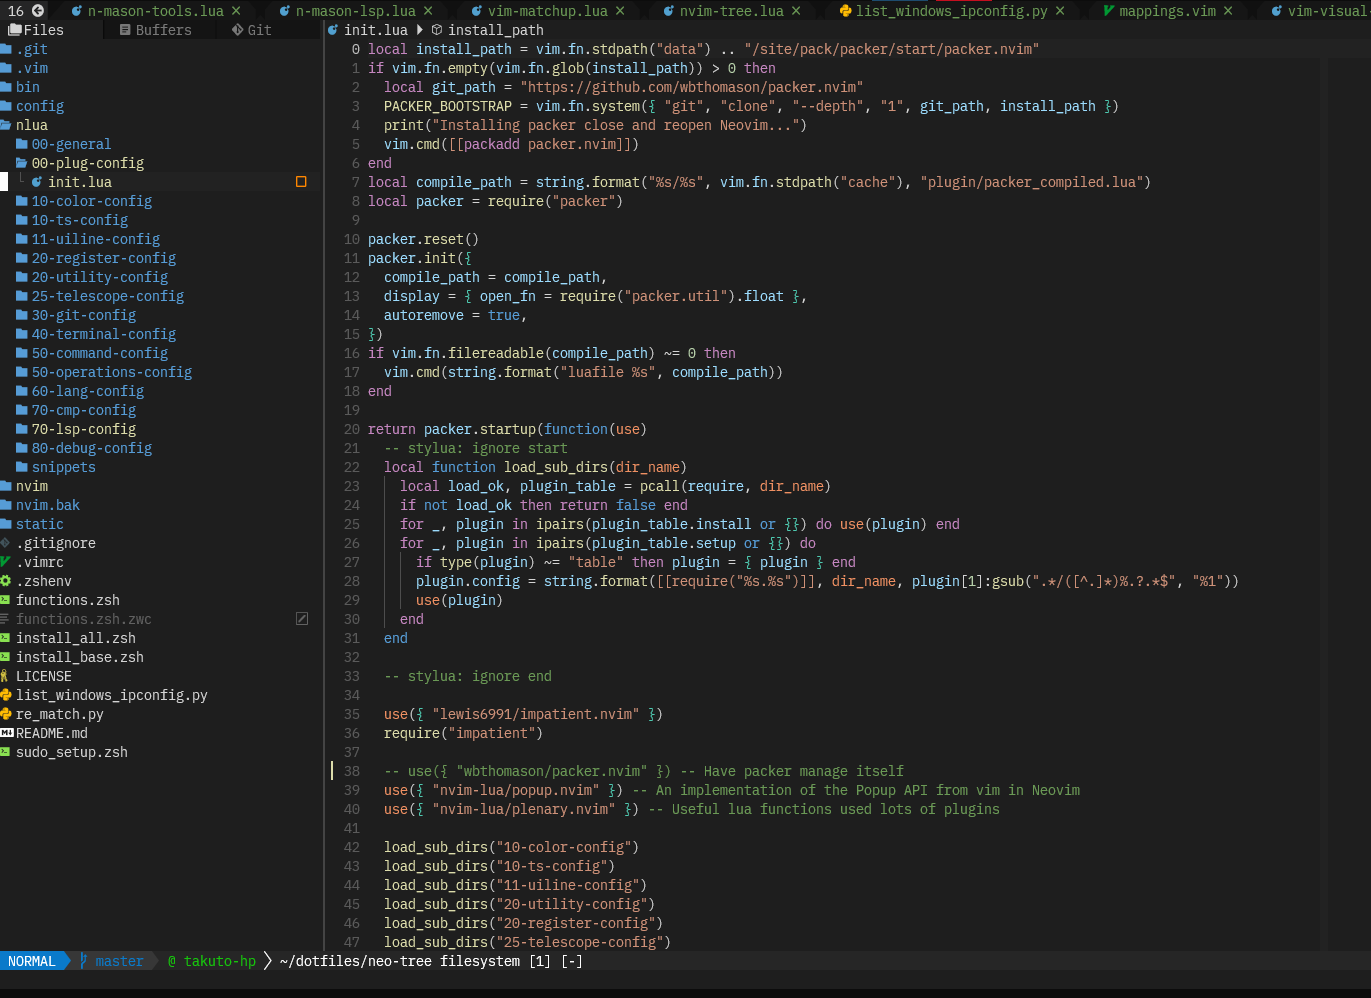 16 n-mason-tools.lua × n-mason-lsp.lua × vim-matchup.lua × nvim-tree.lua × list_windows_ipconfig.py × mappings.vim × vim-visual-
Files Buffers Git
.git
.vim
bin
config
nlua
00-general
00-plug-config
init.lua
10-color-config
10-ts-config
11-uiline-config
20-register-config
20-utility-config
25-telescope-config
30-git-config
40-terminal-config
50-command-config
50-operations-config
60-lang-config
70-cmp-config
70-lsp-config
80-debug-config
snippets
nvim
nvim.bak
static
.gitignore
.vimrc
.zshenv
functions.zsh
functions.zsh.zwc
install_all.zsh
install_base.zsh
LICENSE
list_windows_ipconfig.py
re_match.py
README.md
sudo_setup.zsh
init.lua install_path
0 local install_path = vim.fn.stdpath("data") .. "/site/pack/packer/start/packer.nvim"
1 if vim.fn.empty(vim.fn.glob(install_path)) > 0 then
2   local git_path = "https://github.com/wbthomason/packer.nvim"
3   PACKER_BOOTSTRAP = vim.fn.system({ "git", "clone", "--depth", "1", git_path, install_path })
4   print("Installing packer close and reopen Neovim...")
5   vim.cmd([[packadd packer.nvim]])
6 end
7 local compile_path = string.format("%s/%s", vim.fn.stdpath("cache"), "plugin/packer_compiled.lua")
8 local packer = require("packer")
9
10 packer.reset()
11 packer.init({
12   compile_path = compile_path,
13   display = { open_fn = require("packer.util").float },
14   autoremove = true,
15 })
16 if vim.fn.filereadable(compile_path) ~= 0 then
17   vim.cmd(string.format("luafile %s", compile_path))
18 end
19
20 return packer.startup(function(use)
21   -- stylua: ignore start
22   local function load_sub_dirs(dir_name)
23     local load_ok, plugin_table = pcall(require, dir_name)
24     if not load_ok then return false end
25     for _, plugin in ipairs(plugin_table.install or {}) do use(plugin) end
26     for _, plugin in ipairs(plugin_table.setup or {}) do
27       if type(plugin) ~= "table" then plugin = { plugin } end
28       plugin.config = string.format([[require("%s.%s")]], dir_name, plugin[1]:gsub(".*/([^.]*)%.?.*$", "%1"))
29       use(plugin)
30     end
31   end
32
33   -- stylua: ignore end
34
35   use({ "lewis6991/impatient.nvim" })
36   require("impatient")
37
38   -- use({ "wbthomason/packer.nvim" }) -- Have packer manage itself
39   use({ "nvim-lua/popup.nvim" }) -- An implementation of the Popup API from vim in Neovim
40   use({ "nvim-lua/plenary.nvim" }) -- Useful lua functions used lots of plugins
41
42   load_sub_dirs("10-color-config")
43   load_sub_dirs("10-ts-config")
44   load_sub_dirs("11-uiline-config")
45   load_sub_dirs("20-utility-config")
46   load_sub_dirs("20-register-config")
47   load_sub_dirs("25-telescope-config")
NORMAL master @ takuto-hp ~/dotfiles/neo-tree filesystem [1] [-]